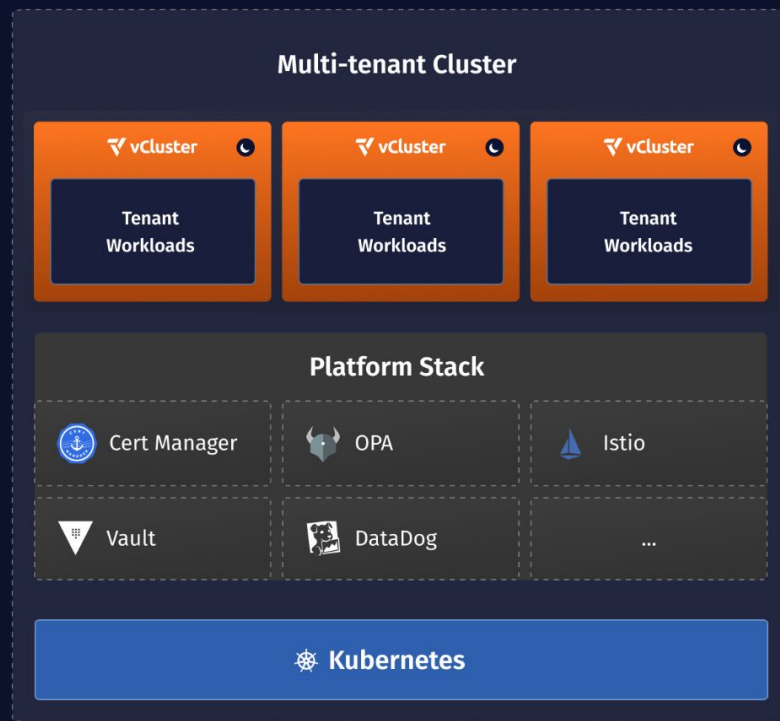 Multi-tenant Cluster
vCluster
vCluster
vCluster
Tenant
Workloads
Tenant
Workloads
Tenant
Workloads
Platform Stack
Cert Manager
OPA
Istio
Vault
DataDog
...
Kubernetes